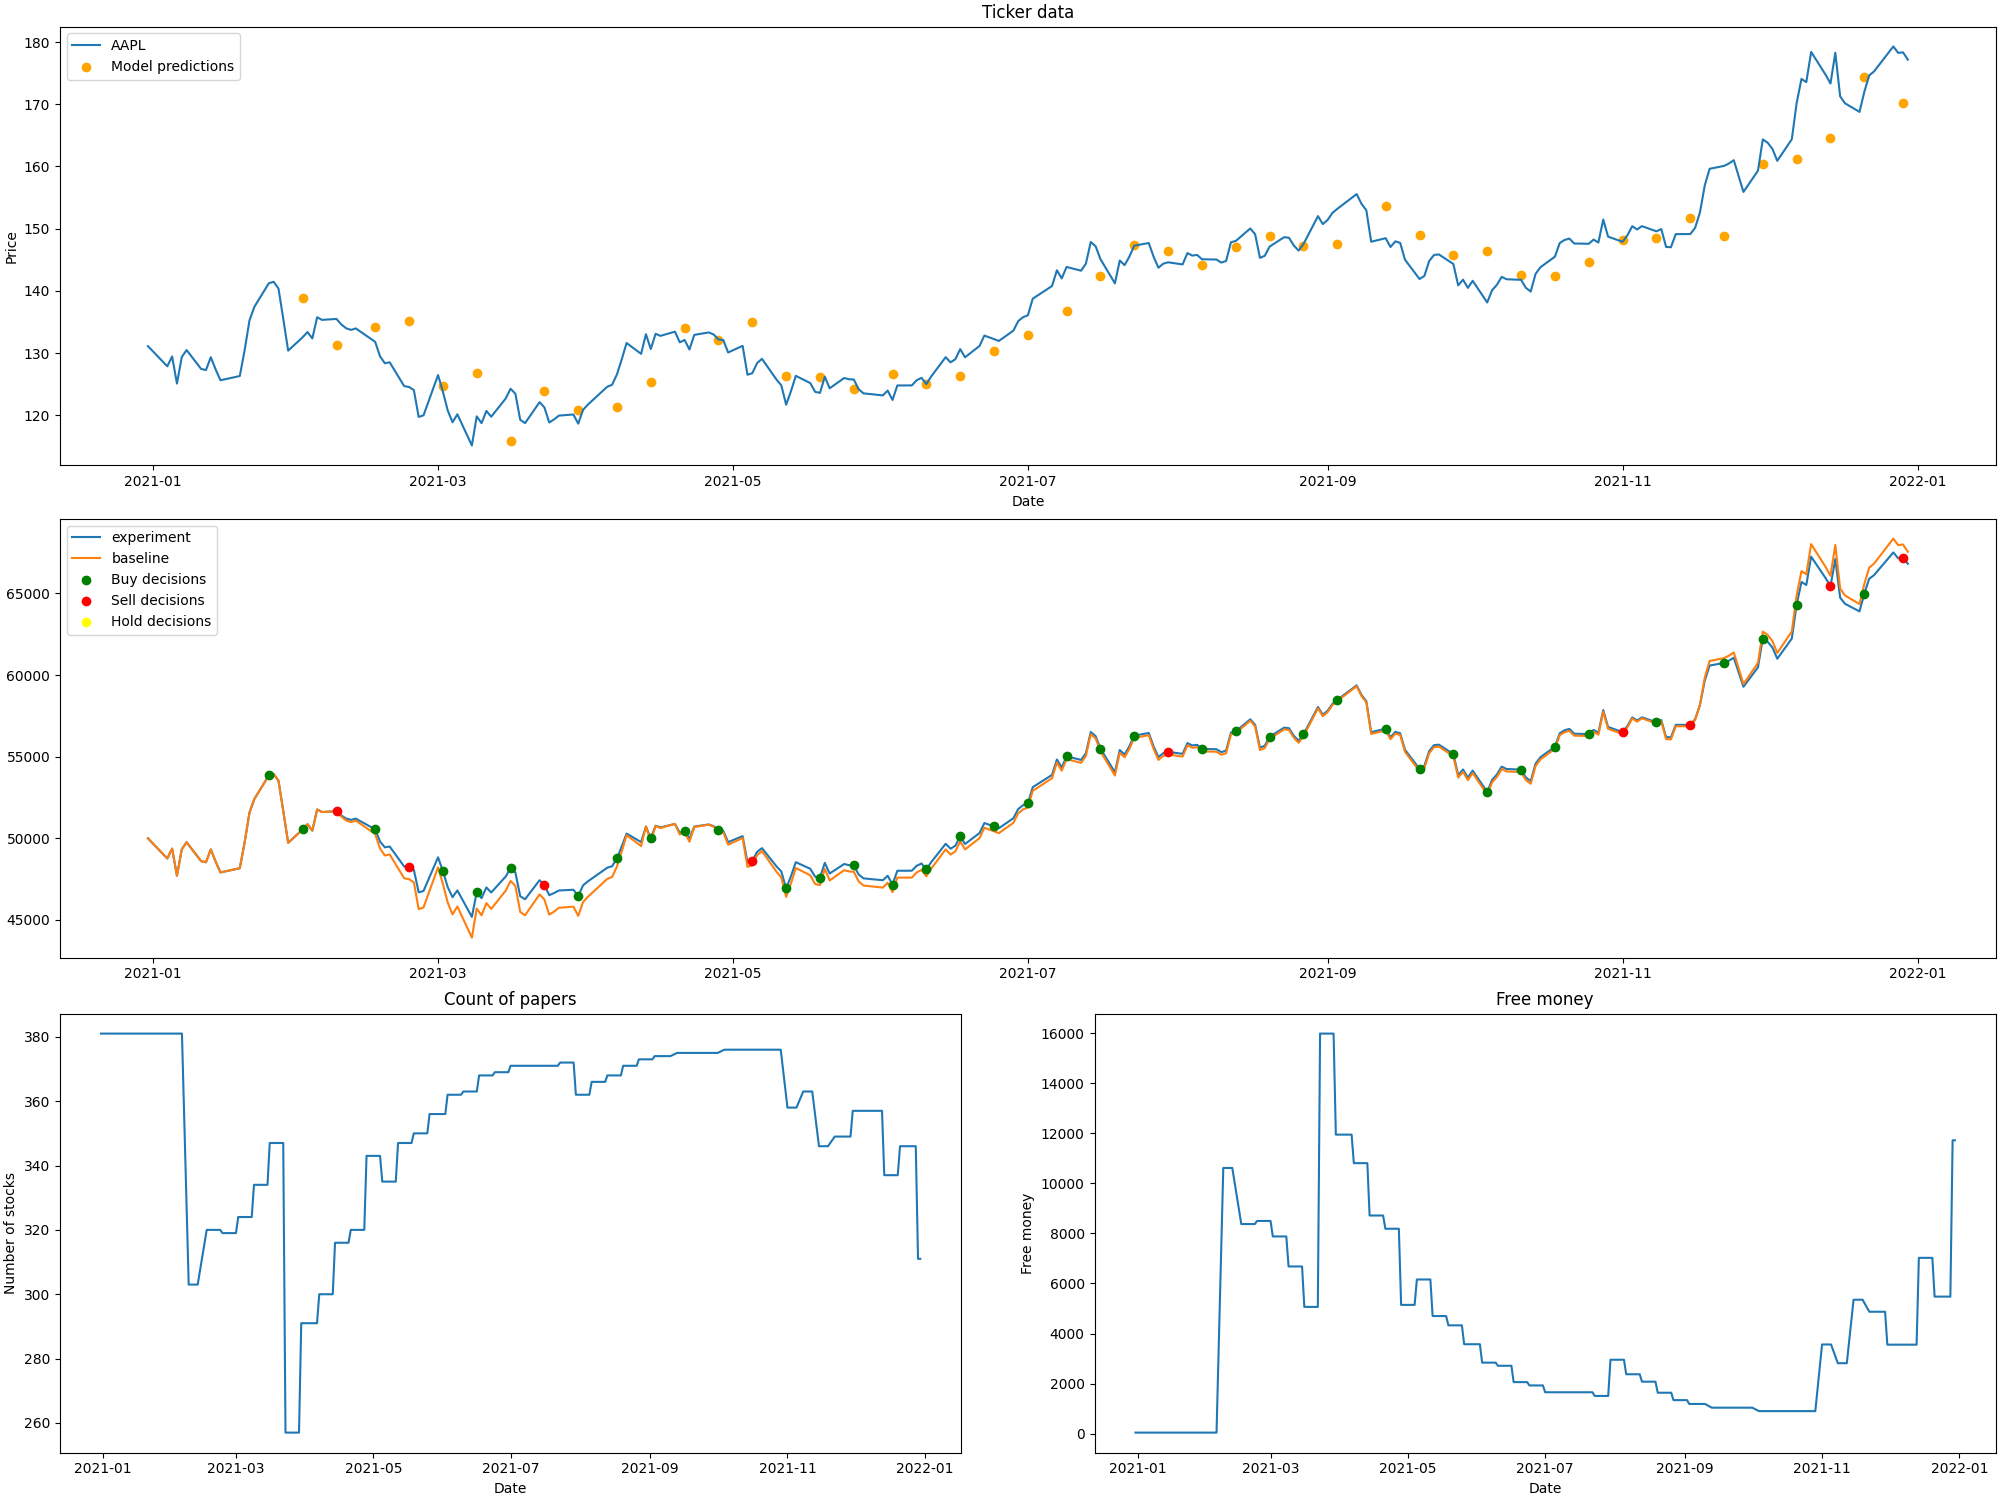 Ticker data
AAPL
Model predictions
180
170
160
150
140
130
120
Price
2021-01 2021-03 2021-05 2021-07 2021-09 2021-11 2022-01
Date
experiment
baseline
Buy decisions
Sell decisions
Hold decisions
65000
60000
55000
50000
45000
2021-01 2021-03 2021-05 2021-07 2021-09 2021-11 2022-01
Count of papers
380
360
340
320
300
280
260
Number of stocks
2021-01 2021-03 2021-05 2021-07 2021-09 2021-11 2022-01
Date
Free money
16000
14000
12000
10000
8000
6000
4000
2000
0
Free money
2021-01 2021-03 2021-05 2021-07 2021-09 2021-11 2022-01
Date